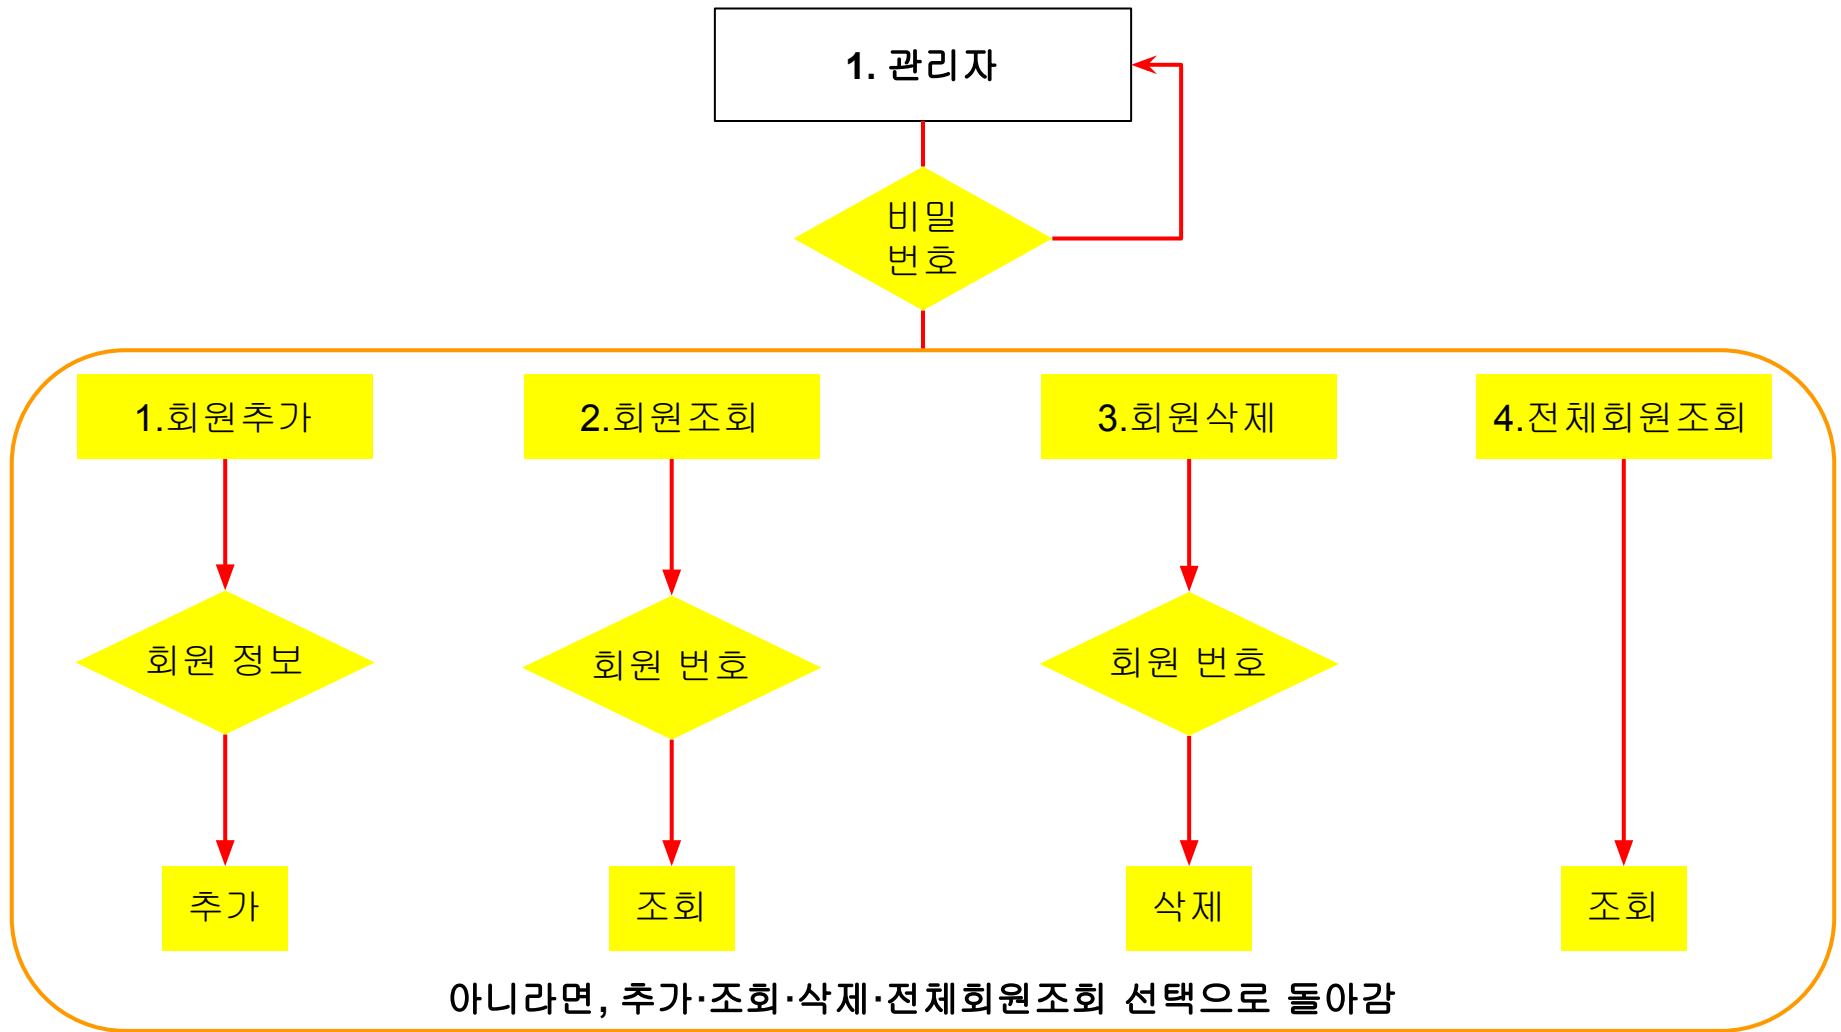 1. 관리자
비밀
번호
1.회원추가
2.회원조회
3.회원삭제
4.전체회원조회
회원 정보
회원 번호
회원 번호
추가
조회
삭제
조회
아니라면, 추가·조회·삭제·전체회원조회 선택으로 돌아감